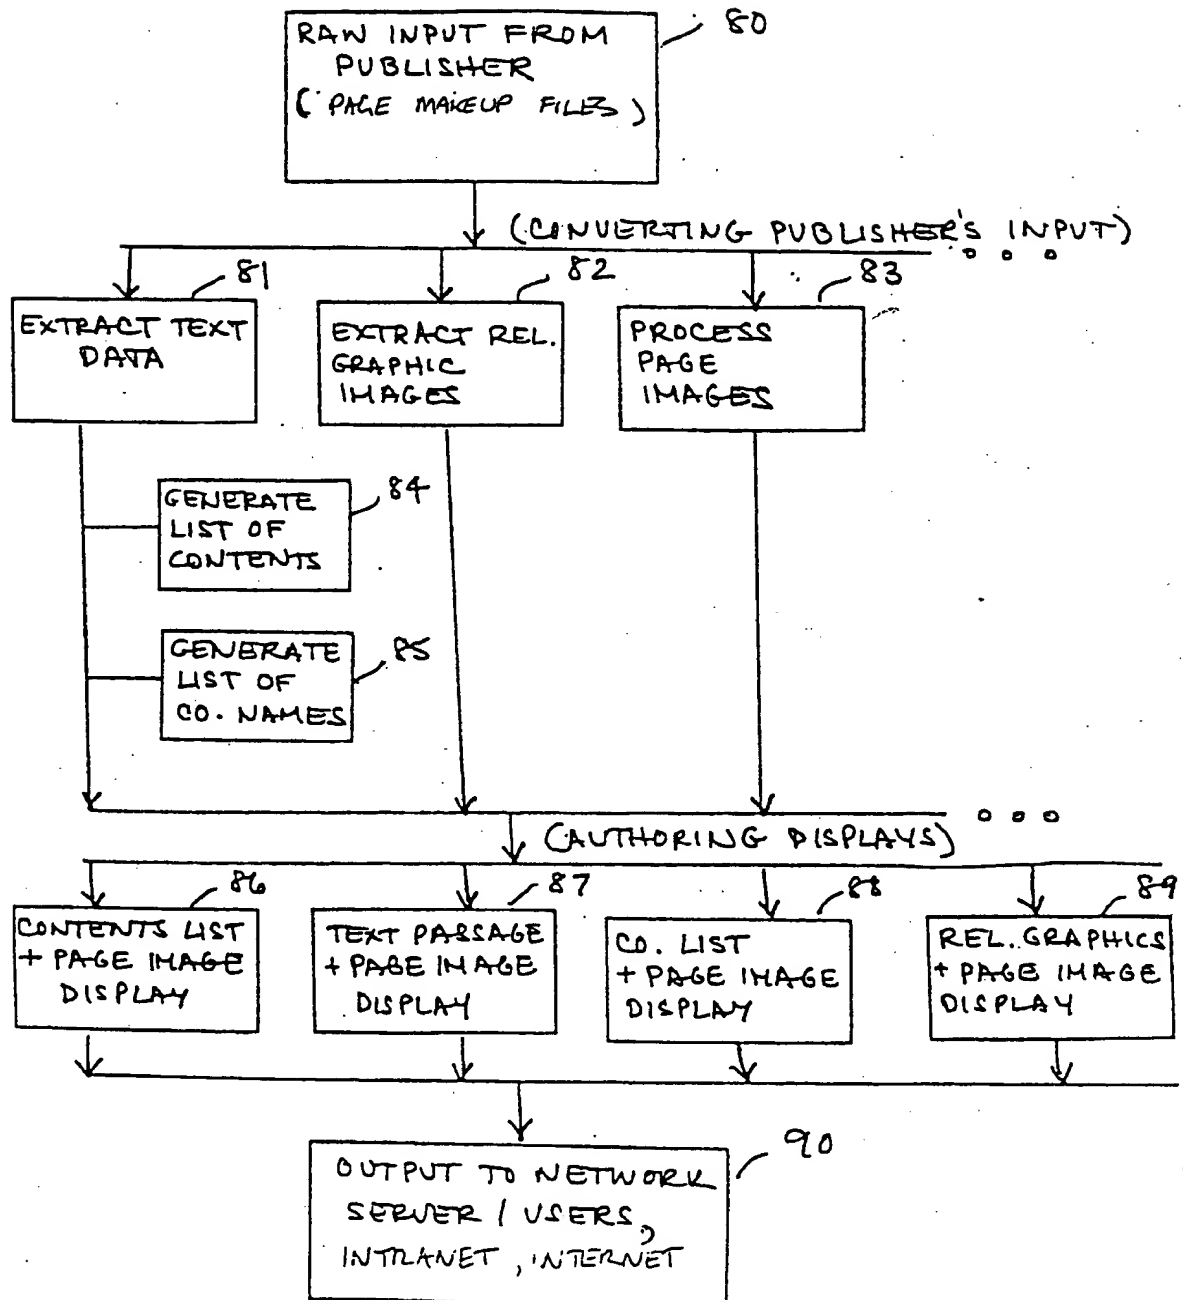 RAW INPUT FROM
PUBLISHER
(PAGE MAKEUP FILES)
80
(CONVERTING PUBLISHER'S INPUT)
81
EXTRACT TEXT
DATA
82
EXTRACT REL.
GRAPHIC
IMAGES
83
PROCESS
PAGE
IMAGES
84
GENERATE
LIST OF
CONTENTS
85
GENERATE
LIST OF
CO. NAMES
(AUTHORING DISPLAYS)
86
CONTENTS LIST
+ PAGE IMAGE
DISPLAY
87
TEXT PASSAGE
+ PAGE IMAGE
DISPLAY
88
CO. LIST
+ PAGE IMAGE
DISPLAY
89
REL. GRAPHICS
+ PAGE IMAGE
DISPLAY
90
OUTPUT TO NETWORK
SERVER / USERS,
INTRANET, INTERNET